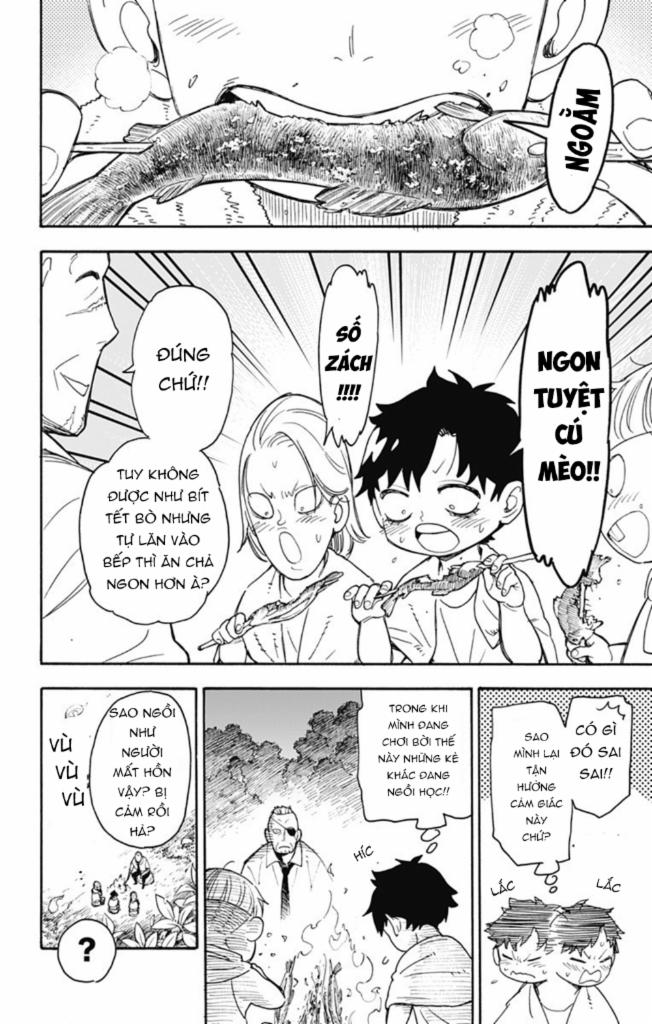 NGOẰM
NGON
TUYỆT
CÚ
MÈO!!
SỐ
ZÁCH
!!!!
ĐÚNG
CHỨ!!
TUY KHÔNG
ĐƯỢC NHƯ BÍT
TẾT BÒ NHƯNG
TỰ LĂN VÀO
BẾP THÌ ĂN CHẢ
NGON HƠN À?
CÓ GÌ
ĐÓ SAI
SAI!!
SAO
MÌNH LẠI
TẬN
HƯỞNG
CẢM GIÁC
NÀY
CHỨ?
LẮC
LẮC
TRONG KHI
MÌNH ĐANG
CHƠI BỜI THẾ
NÀY NHỮNG KẺ
KHÁC ĐANG
NGỒI HỌC!!
HÍC
SAO NGỒI
NHƯ
NGƯỜI
MẤT HỒN
VẬY? BỊ
CẢM RỒI
HẢ?
VÙ
VÙ
VÙ
?